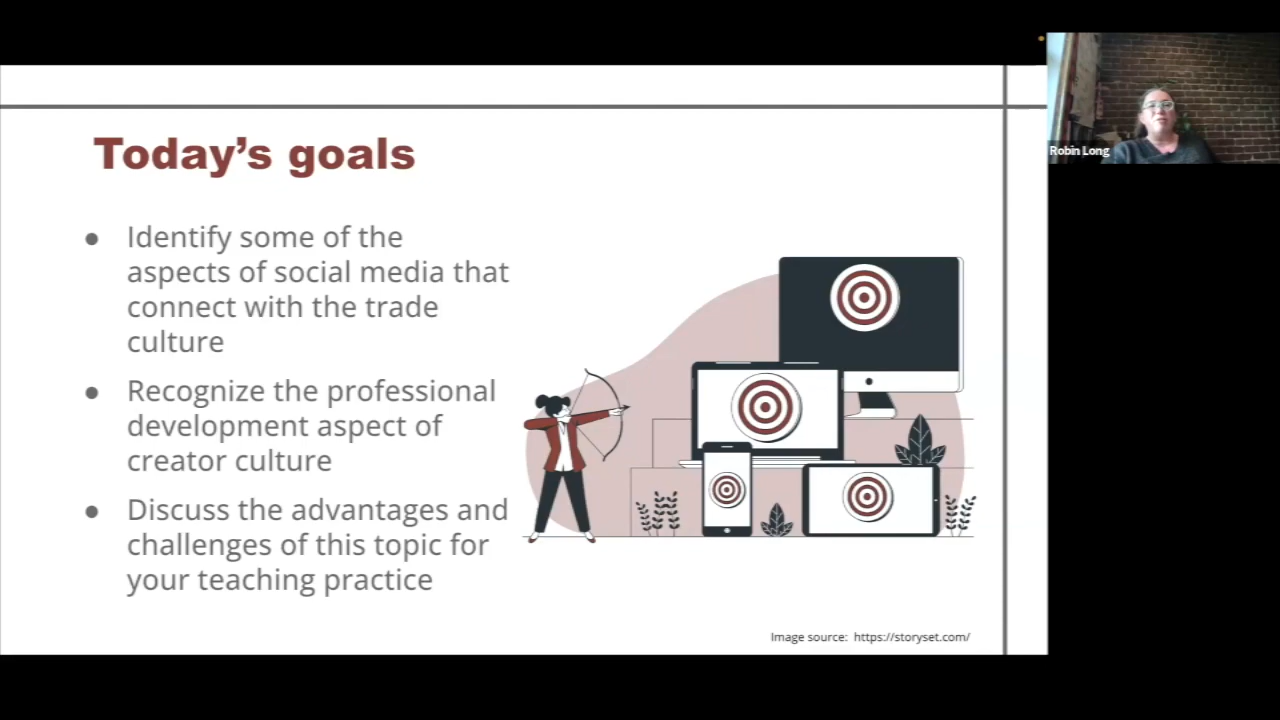 Today's goals
● Identify some of the
aspects of social media that
connect with the trade
culture
● Recognize the professional
development aspect of
creator culture
● Discuss the advantages and
challenges of this topic for
your teaching practice
Image source: https://storyset.com/
Robin Long